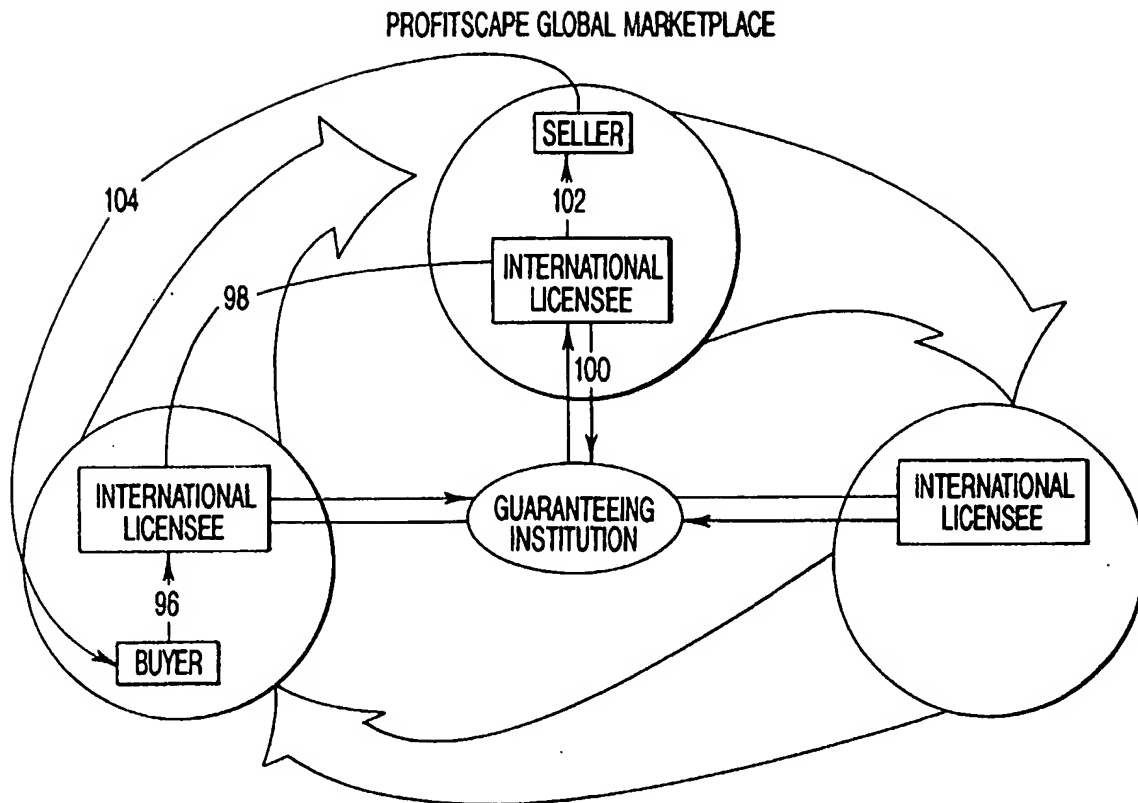 PROFITSCAPE GLOBAL MARKETPLACE
SELLER
104
102
INTERNATIONAL
LICENSEE
98
100
INTERNATIONAL
LICENSEE
GUARANTEEING
INSTITUTION
INTERNATIONAL
LICENSEE
96
BUYER